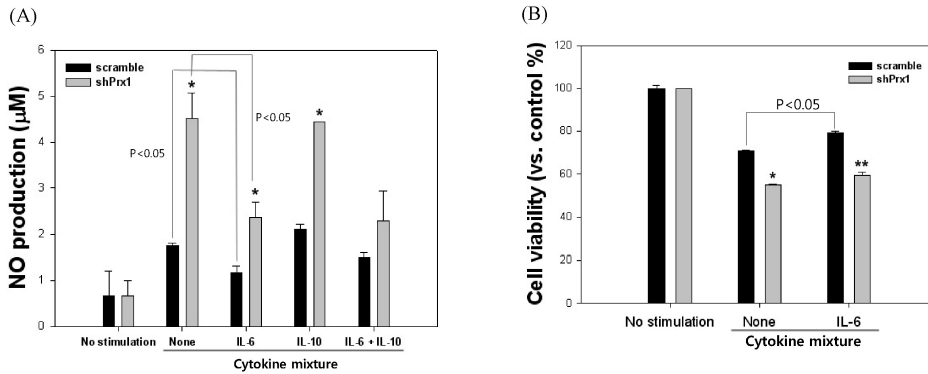 (A)
NO production (μM)
6
5
4
3
2
1
0
scramble
shPrx1
*
*
*
P<0.05
P<0.05
No stimulation None IL-6 IL-10 IL-6 + IL-10
Cytokine mixture
(B)
Cell viability (vs. control %)
120
100
80
60
40
20
0
scramble
shPrx1
P<0.05
*
**
No stimulation None IL-6
Cytokine mixture